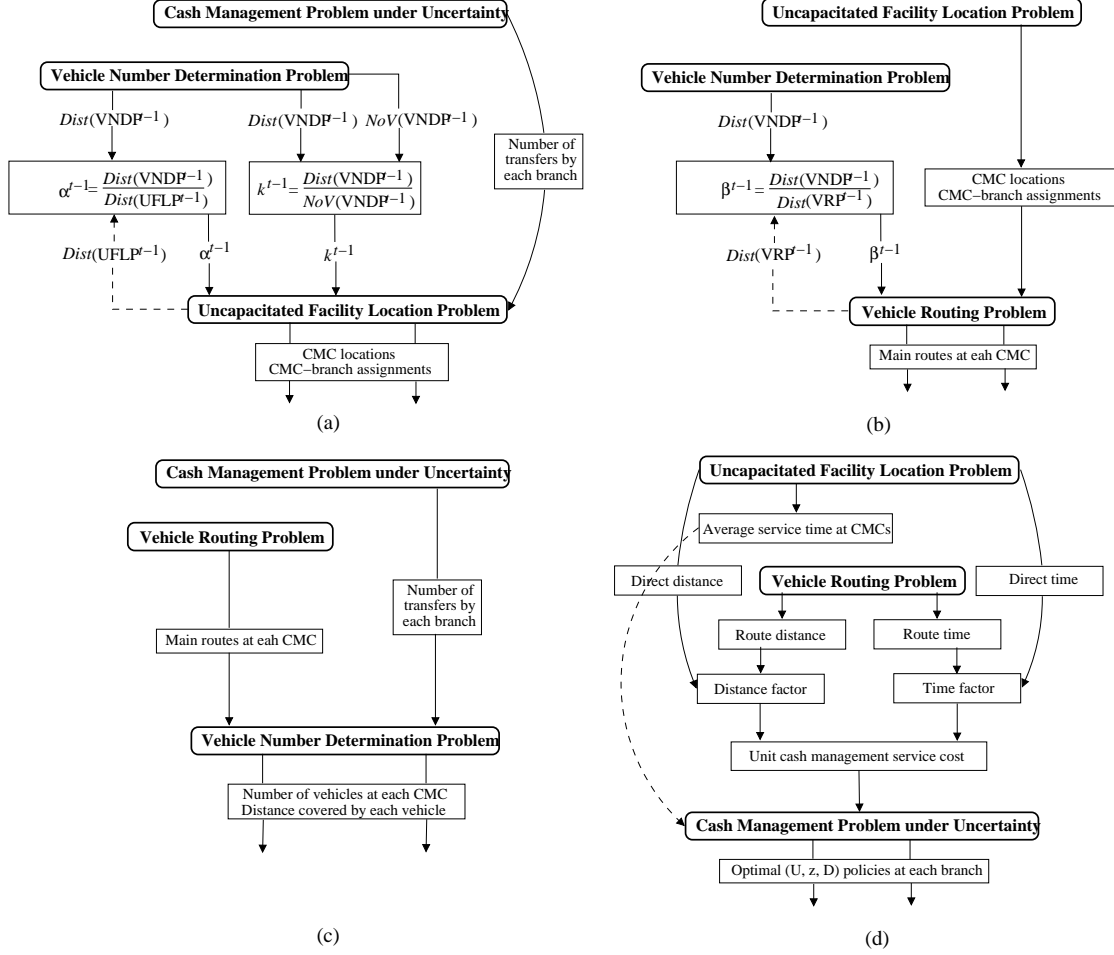 Cash Management Problem under Uncertainty
Vehicle Number Determination Problem
Dist(VNDP^{t−1})
Dist(VNDP^{t−1})
NoV(VNDP^{t−1})
Number of
transfers by
each branch
α^{t−1} = Dist(VNDP^{t−1}) / Dist(UFLP^{t−1})
k^{t−1} = Dist(VNDP^{t−1}) / NoV(VNDP^{t−1})
Dist(UFLP^{t−1})
α^{t−1}
k^{t−1}
Uncapacitated Facility Location Problem
CMC locations
CMC−branch assignments
(a)
Uncapacitated Facility Location Problem
Vehicle Number Determination Problem
Dist(VNDP^{t−1})
β^{t−1} = Dist(VNDP^{t−1}) / Dist(VRP^{t−1})
CMC locations
CMC−branch assignments
Dist(VRP^{t−1})
β^{t−1}
Vehicle Routing Problem
Main routes at eah CMC
(b)
Cash Management Problem under Uncertainty
Vehicle Routing Problem
Number of
transfers by
each branch
Main routes at eah CMC
Vehicle Number Determination Problem
Number of vehicles at each CMC
Distance covered by each vehicle
(c)
Uncapacitated Facility Location Problem
Average service time at CMCs
Direct distance
Vehicle Routing Problem
Direct time
Route distance
Route time
Distance factor
Time factor
Unit cash management service cost
Cash Management Problem under Uncertainty
Optimal (U, z, D) policies at each branch
(d)